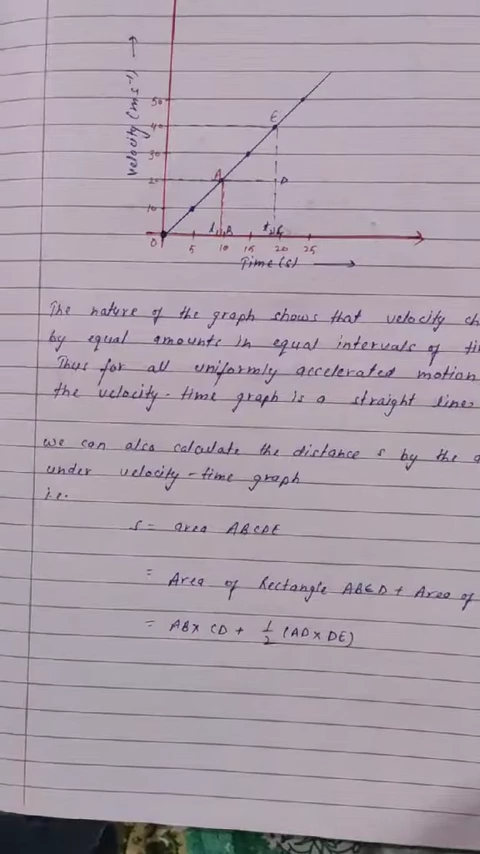 Velocity (ms⁻¹) →
50
40
30
20
10
0
E
A
D
t₁ B
5 10 15 20 25
Time (s) →
The nature of the graph shows that velocity
by equal amounts in equal intervals of
Thus for all uniformly accelerated motion
the velocity-time graph is a straight line
we can also calculate the distance s by the
under velocity-time graph
i.e.
s = area ABCDE
= Area of Rectangle ABCD + Area of
= AB x CD + 1/2 (AD x DE)